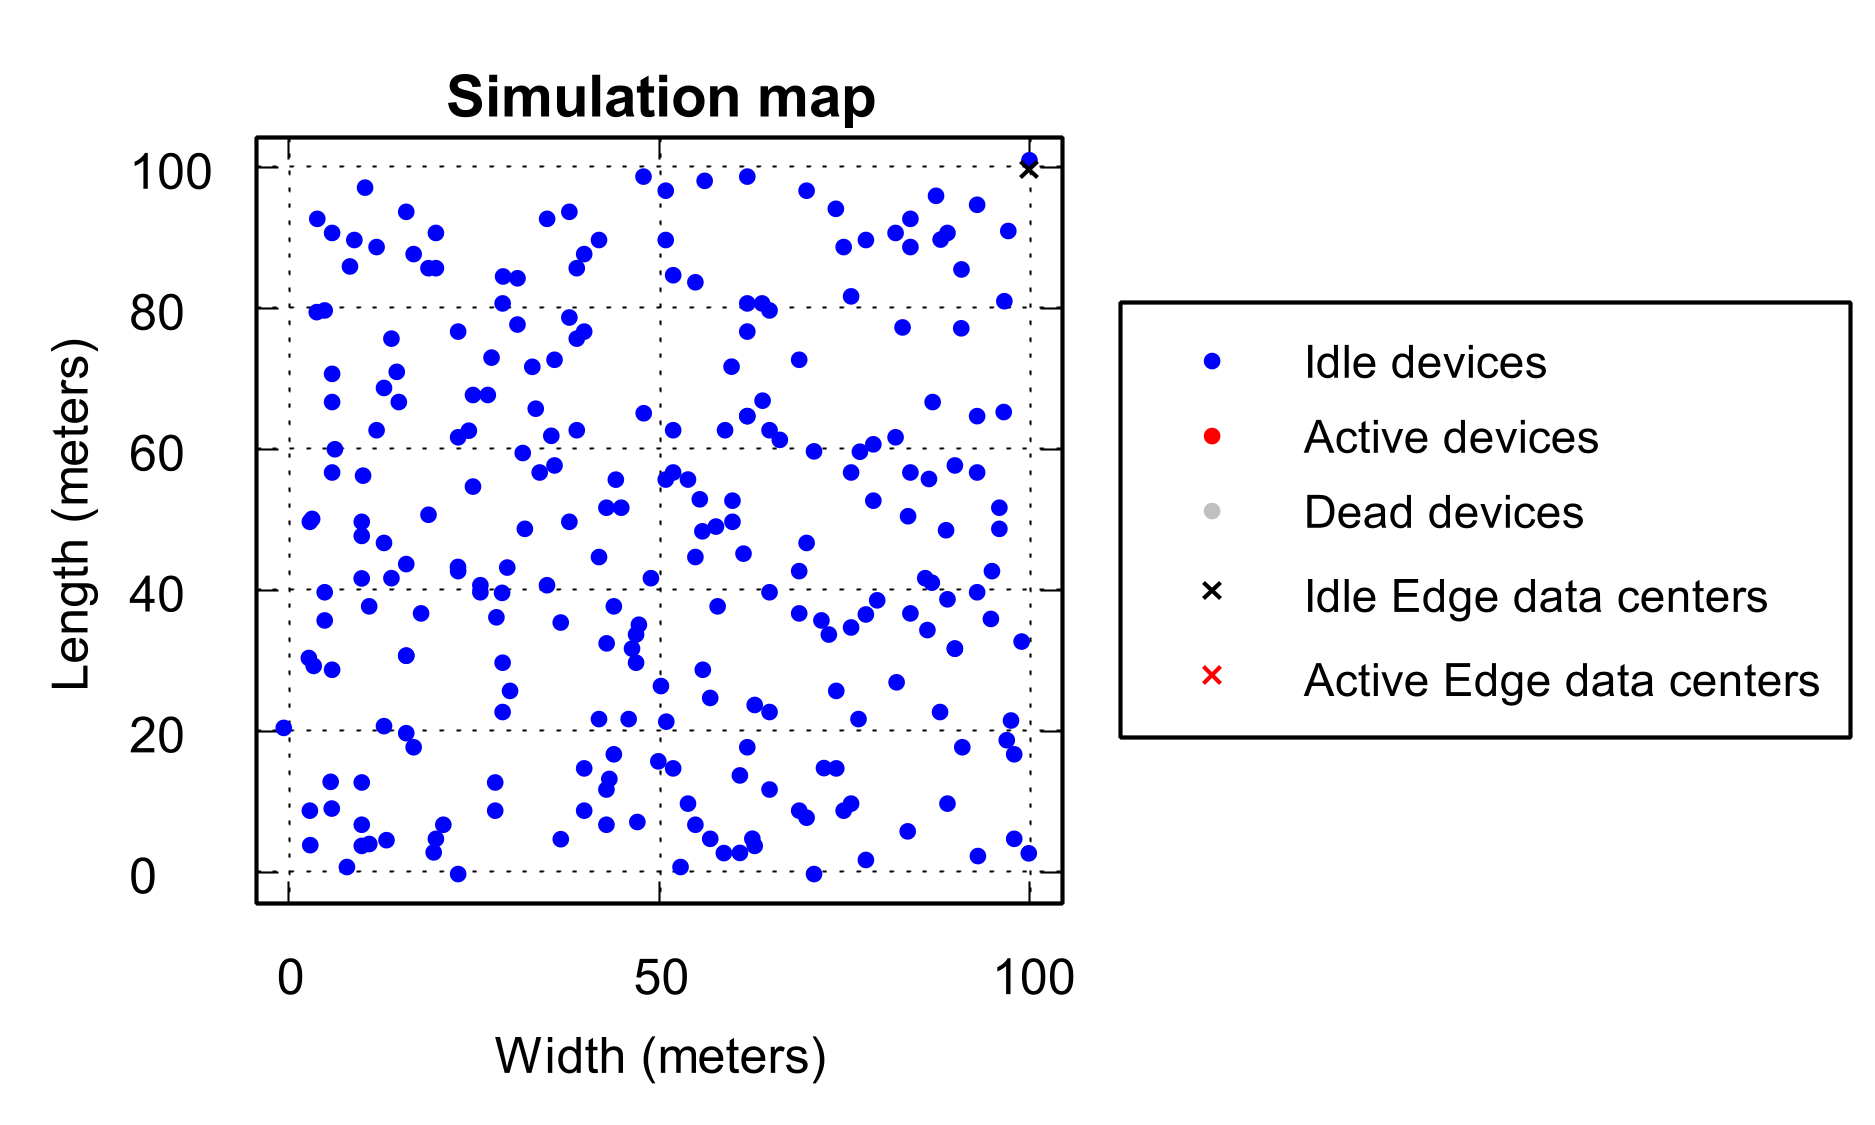 Simulation map
100
80
60
40
20
0
Length (meters)
0 50 100
Width (meters)
Idle devices
Active devices
Dead devices
Idle Edge data centers
Active Edge data centers